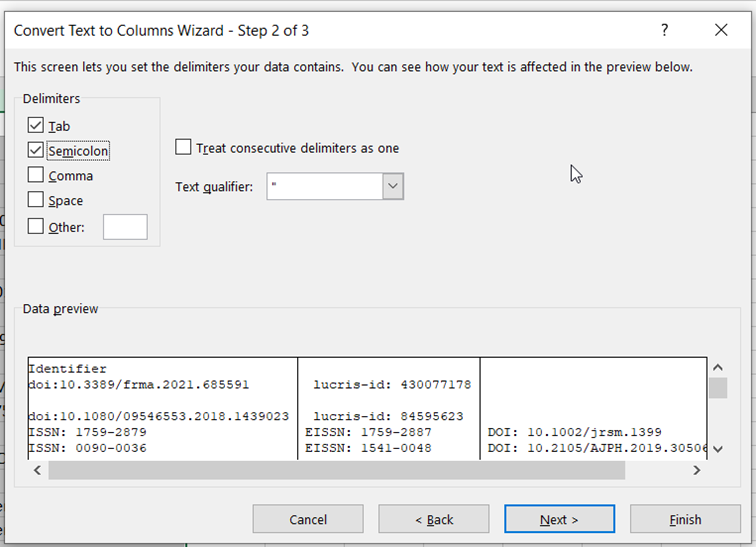 Convert Text to Columns Wizard - Step 2 of 3 ?
This screen lets you set the delimiters your data contains. You can see how your text is affected in the preview below.
Delimiters
Tab
Semicolon
Comma
Space
Other:
Treat consecutive delimiters as one
Text qualifier: "
Data preview
Identifier
doi:10.3389/frma.2021.685591 lucris-id: 430077178
doi:10.1080/09546553.2018.1439023 lucris-id: 84595623
ISSN: 1759-2879 EISSN: 1759-2887 DOI: 10.1002/jrsm.1399
ISSN: 0090-0036 EISSN: 1541-0048 DOI: 10.2105/AJPH.2019.30506
Cancel < Back Next > Finish